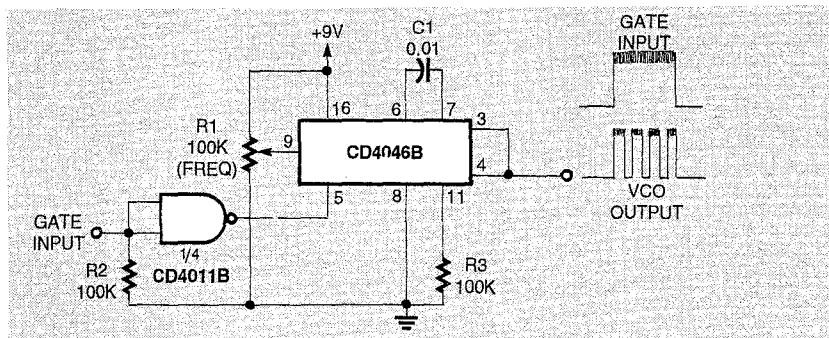 +9V
C1
0.01
GATE
INPUT
16
6
7
3
R1
100K
(FREQ)
9
CD4046B
4
5
8
11
VCO
OUTPUT
GATE
INPUT
1/4
CD4011B
R2
100K
R3
100K